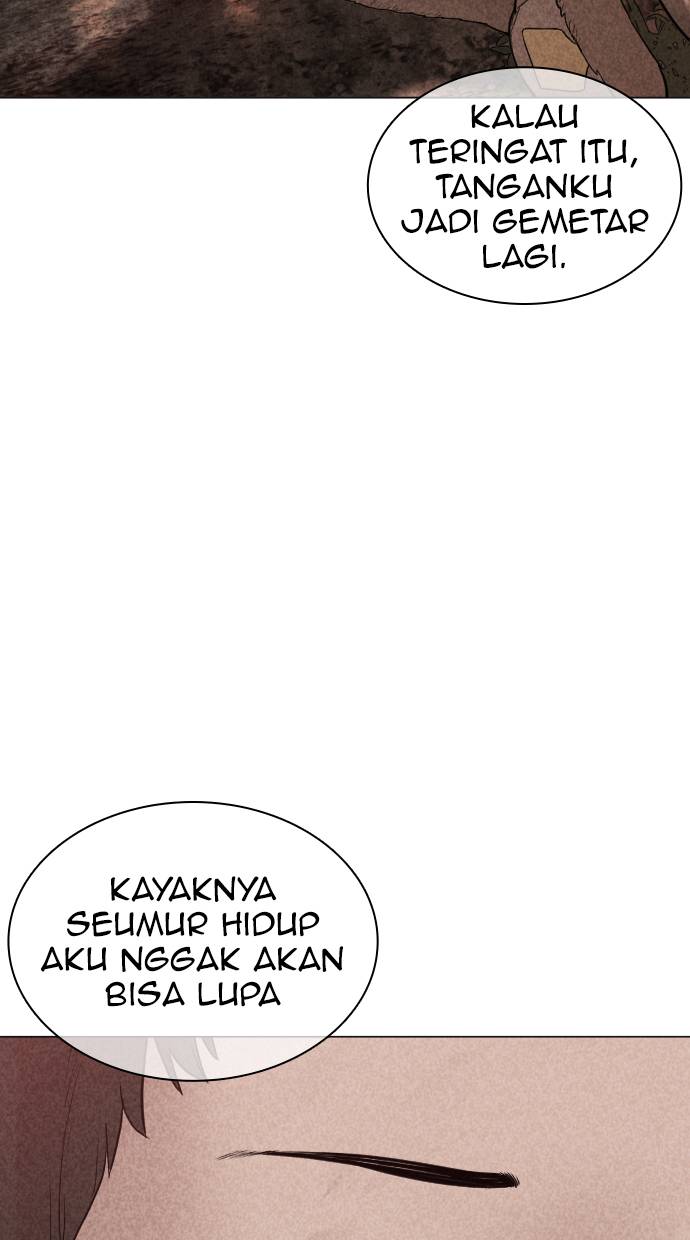 KALAU
TERINGAT ITU,
TANGANKU
JADI GEMETAR
LAGI.
KAYAKNYA
SEUMUR HIDUP
AKU NGGAK AKAN
BISA LUPA